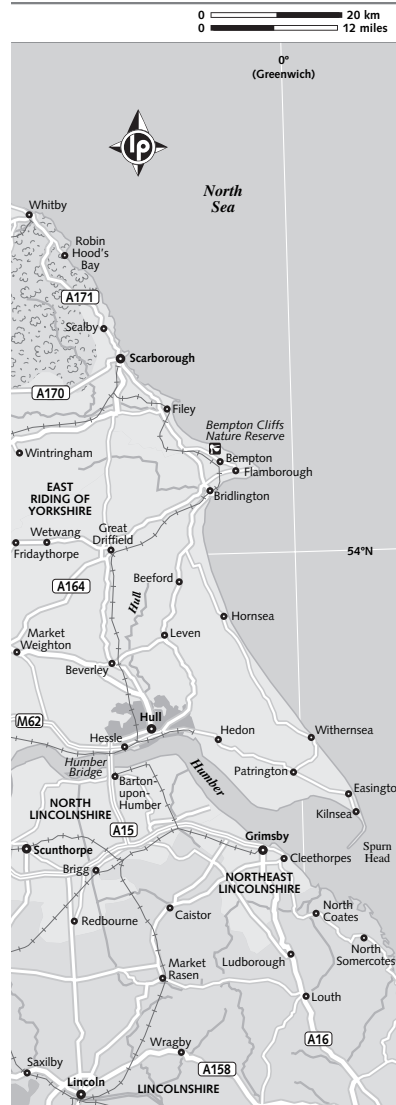 0 20 km
0 12 miles
0°
(Greenwich)
lp
North
Sea
Whitby
Robin
Hood's
Bay
A171
Scalby
Scarborough
A170
Filey
Bempton Cliffs
Nature Reserve
Wintringham
Bempton
Flamborough
EAST
RIDING OF
YORKSHIRE
Bridlington
Wetwang
Great
Driffield
Fridaythorpe
54°N
A164
Beeford
Hull
Hornsea
Market
Weighton
Leven
Beverley
M62
Hull
Hessle
Hedon
Withernsea
Humber
Bridge
Humber
Patrington
Barton-
upon-
Humber
Easingto
Kilnsea
NORTH
LINCOLNSHIRE
A15
Spurn
Head
Scunthorpe
Grimsby
Cleethorpes
Brigg
NORTHEAST
LINCOLNSHIRE
Redbourne
Caistor
North
Coates
North
Somercotes
Market
Rasen
Ludborough
Louth
A16
Wragby
Saxilby
A158
Lincoln
LINCOLNSHIRE